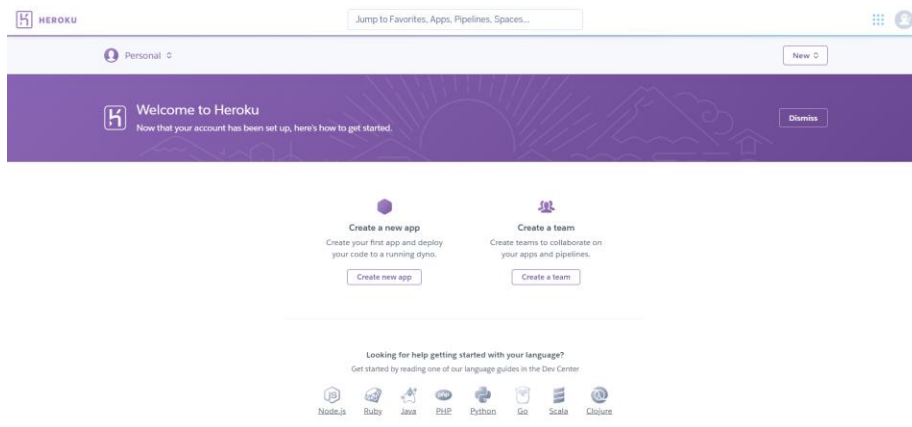 HEROKU
Jump to Favorites, Apps, Pipelines, Spaces...
Personal
New
Welcome to Heroku
Now that your account has been set up, here's how to get started.
Dismiss
Create a new app
Create your first app and deploy
your code to a running dyno.
Create new app
Create a team
Create teams to collaborate on
your apps and pipelines.
Create a team
Looking for help getting started with your language?
Get started by reading one of our language guides in the Dev Center
JS
php
Node.js Ruby Java PHP Python Go Scala Clojure